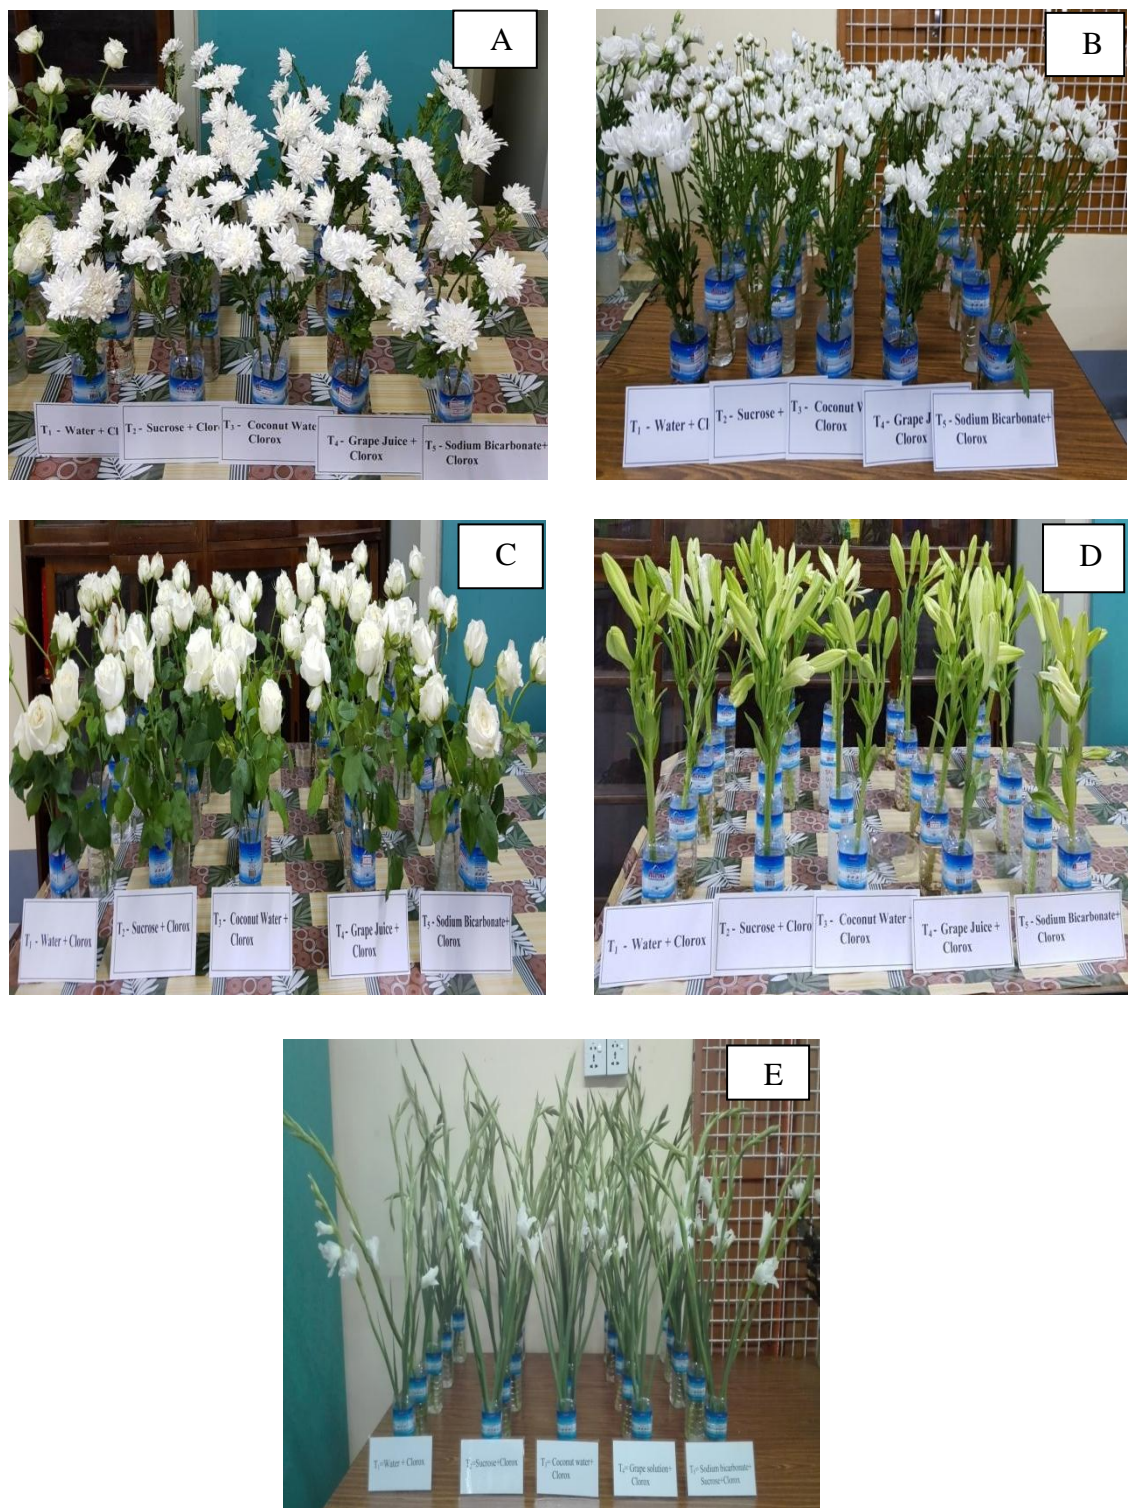 A
T₁ - Water + Cl
T₂ - Sucrose + Clor
T₃ - Coconut Wate
Clorox
T₄ - Grape Juice +
Clorox
T₅ - Sodium Bicarbonate+
Clorox
B
T₁ - Water + Cl
T₂ - Sucrose +
T₃ - Coconut W
Clorox
T₄ - Grape J
Clorox
T₅ - Sodium Bicarbonate+
Clorox
C
T₁ - Water + Clorox
T₂ - Sucrose + Clorox
T₃ - Coconut Water +
Clorox
T₄ - Grape Juice +
Clorox
T₅ - Sodium Bicarbonate+
Clorox
D
T₁ - Water + Clorox
T₂ - Sucrose + Cloro
T₃ - Coconut Water +
Clorox
T₄ - Grape Juice +
Clorox
T₅ - Sodium Bicarbonate+
Clorox
E
T₁=Water + Clorox
T₂=Sucrose+Clorox
T₃= Coconut water+
Clorox
T₄= Grape solution+
Clorox
T₅= Sodium bicarbonate+
Sucrose+Clorox